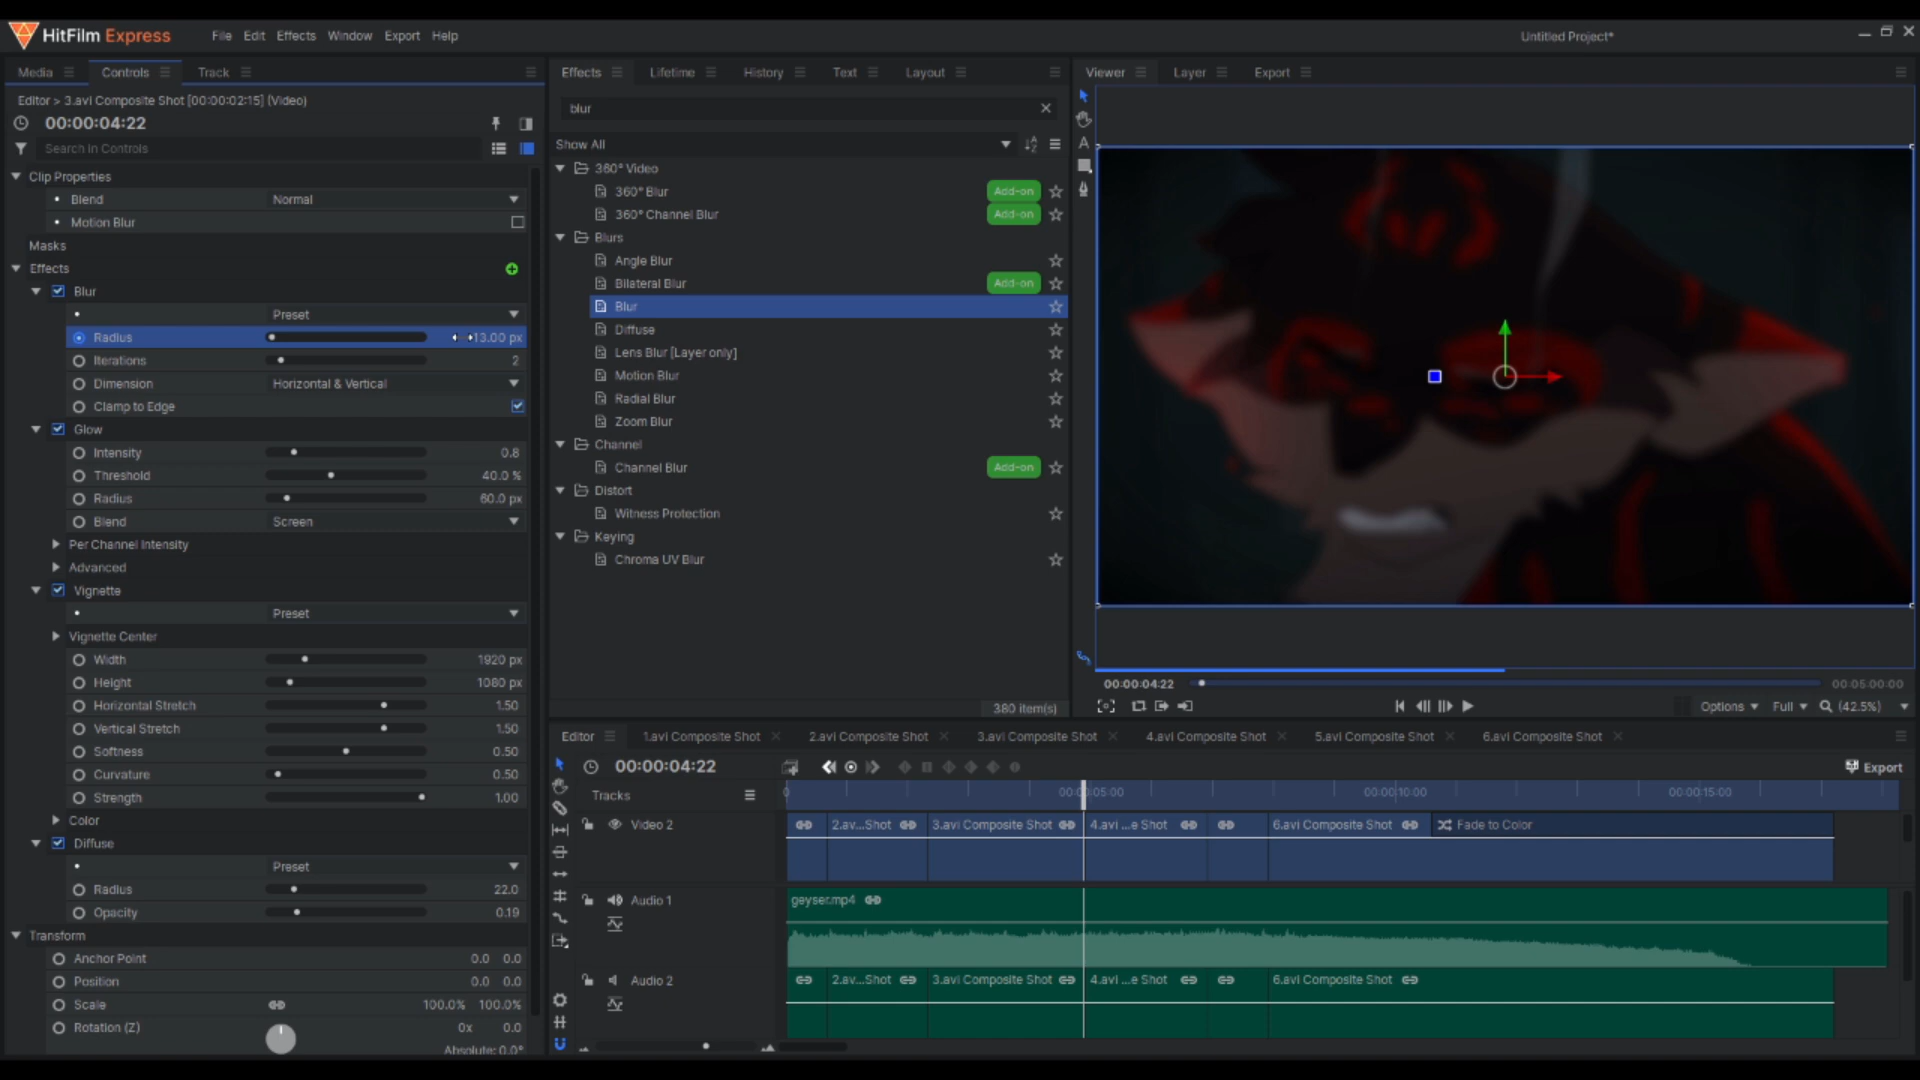 HitFilm Express File Edit Effects Window Export Help Untitled Project*
Media Controls Track
Editor > 3.avi Composite Shot [00:00:02:15] (Video)
00:00:04:22
Search in Controls
Clip Properties
Blend Normal
Motion Blur
Masks
Effects
Blur
Preset
Radius 13.00 px
Iterations 2
Dimension Horizontal & Vertical
Clamp to Edge
Glow
Intensity 0.8
Threshold 40.0 %
Radius 60.0 px
Blend Screen
Per Channel Intensity
Advanced
Vignette
Preset
Vignette Center
Width 1920 px
Height 1080 px
Horizontal Stretch 1.50
Vertical Stretch 1.50
Softness 0.50
Curvature 0.50
Strength 1.00
Color
Diffuse
Preset
Radius 22.0
Opacity 0.19
Transform
Anchor Point 0.0 0.0
Position 0.0 0.0
Scale 100.0% 100.0%
Rotation (Z) 0x 0.0
Absolute: 0.0°
Effects Lifetime History Text Layout
blur
Show All
360° Video
360° Blur Add-on
360° Channel Blur Add-on
Blurs
Angle Blur
Bilateral Blur Add-on
Blur
Diffuse
Lens Blur [Layer only]
Motion Blur
Radial Blur
Zoom Blur
Channel
Channel Blur Add-on
Distort
Witness Protection
Keying
Chroma UV Blur
380 item(s)
Viewer Layer Export
A
00:00:04:22 00:05:00:00
Options Full (42.5%)
Editor 1.avi Composite Shot 2.avi Composite Shot 3.avi Composite Shot 4.avi Composite Shot 5.avi Composite Shot 6.avi Composite Shot
00:00:04:22 Export
Tracks 0 00:00:05:00 00:00:10:00 00:00:15:00
Video 2 2.av...Shot 3.avi Composite Shot 4.avi ...e Shot 6.avi Composite Shot Fade to Color
Audio 1 geyser.mp4
Audio 2 2.av...Shot 3.avi Composite Shot 4.avi ...e Shot 6.avi Composite Shot